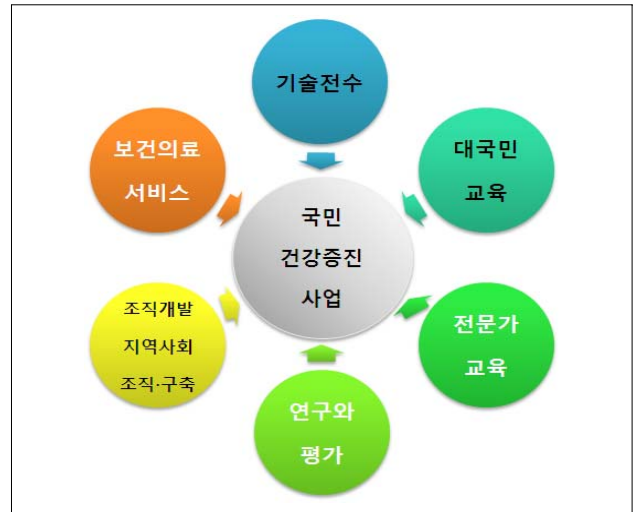 기술전수
보건의료
서비스
대국민
교육
국민
건강증진
사업
조직개발
지역사회
조직·구축
전문가
교육
연구와
평가